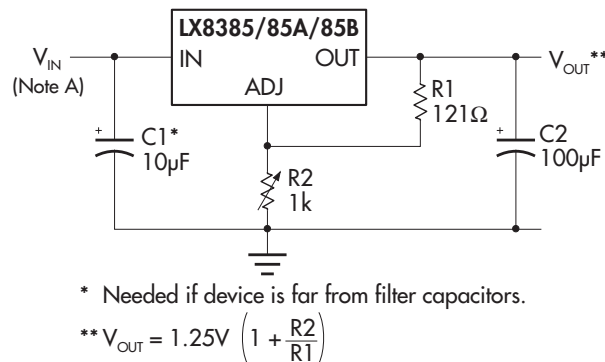 LX8385/85A/85B
V_IN
(Note A)
IN
OUT
V_OUT**
ADJ
R1
121Ω
C1*
10µF
R2
1k
C2
100µF
+
+
* Needed if device is far from filter capacitors.
** V_OUT = 1.25V (1 + R2/R1)